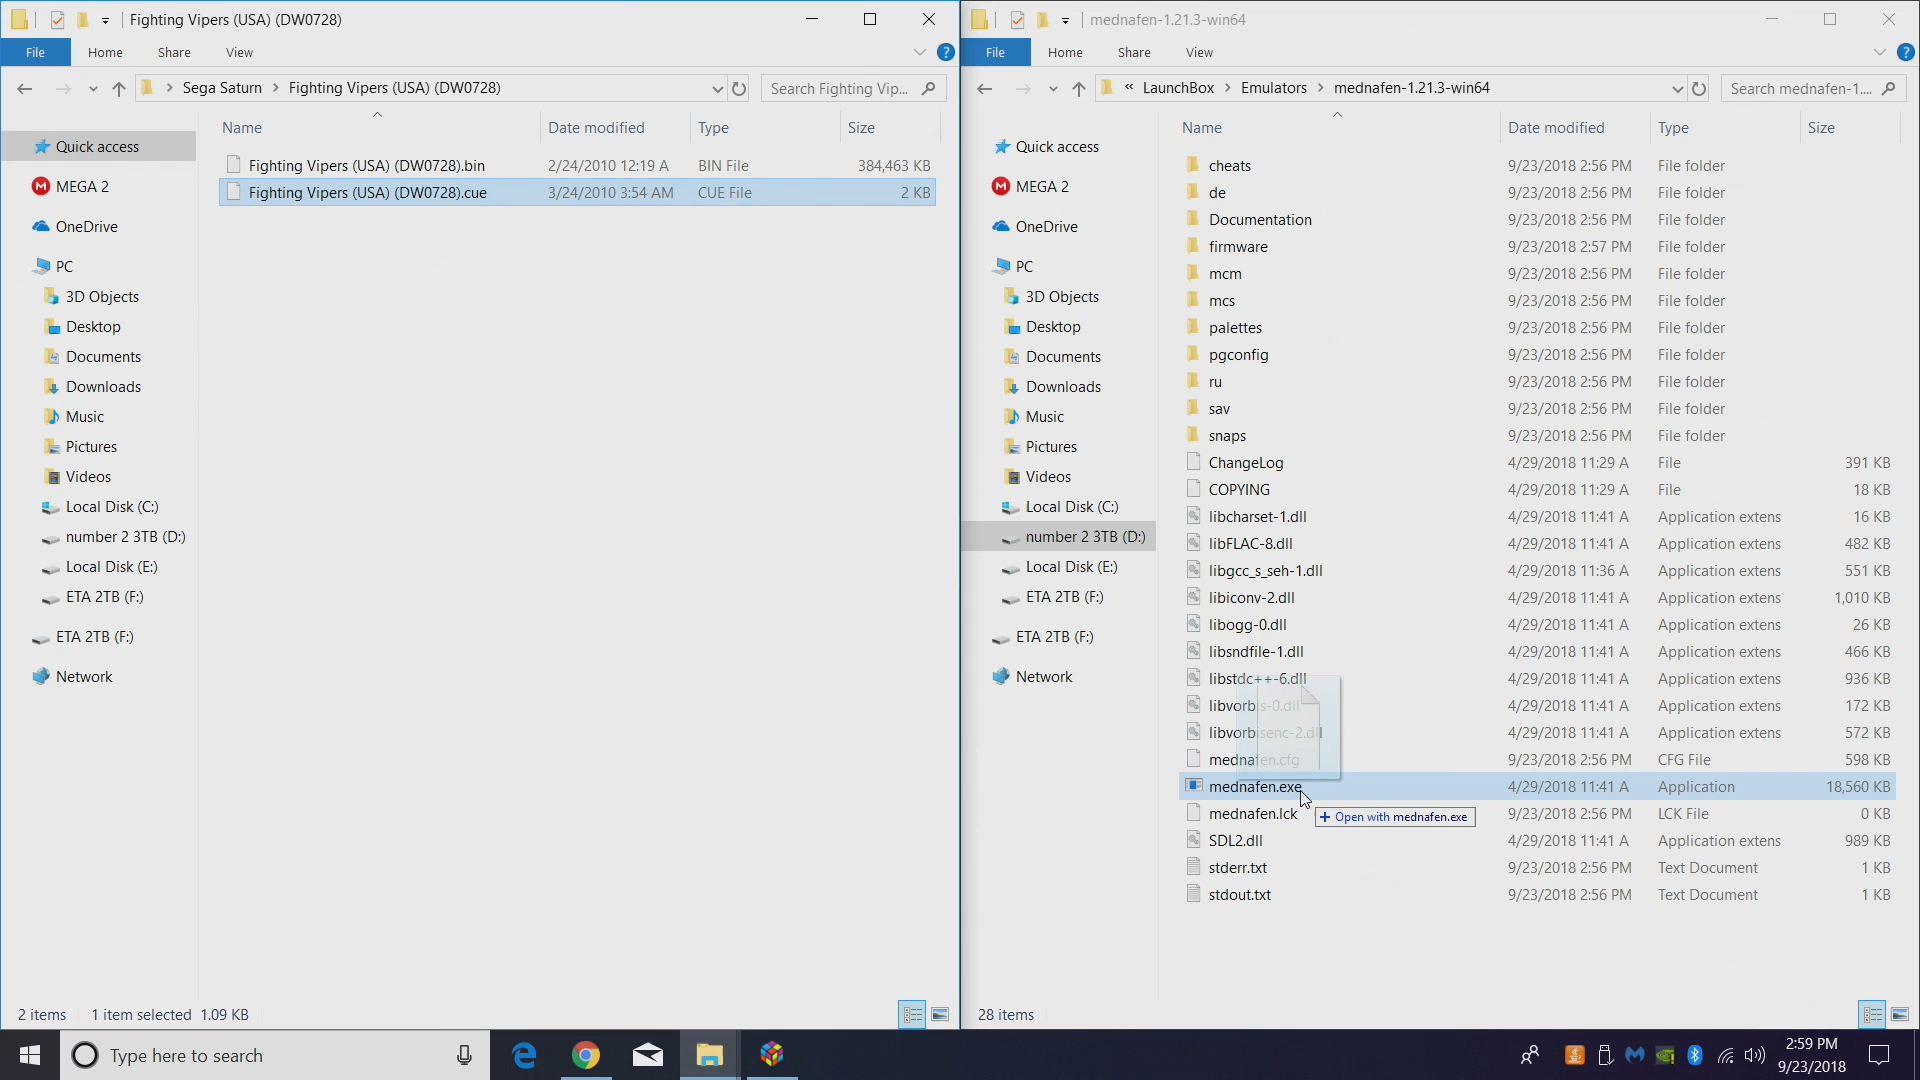 Fighting Vipers (USA) (DW0728)
File Home Share View
Sega Saturn Fighting Vipers (USA) (DW0728)
Search Fighting Vip...
Name Date modified Type Size
Fighting Vipers (USA) (DW0728).bin 2/24/2010 12:19 A BIN File 384,463 KB
Fighting Vipers (USA) (DW0728).cue 3/24/2010 3:54 AM CUE File 2 KB
Quick access
MEGA 2
OneDrive
PC
3D Objects
Desktop
Documents
Downloads
Music
Pictures
Videos
Local Disk (C:)
number 2 3TB (D:)
Local Disk (E:)
ETA 2TB (F:)
ETA 2TB (F:)
Network
2 items 1 item selected 1.09 KB
mednafen-1.21.3-win64
File Home Share View
« LaunchBox Emulators mednafen-1.21.3-win64
Search mednafen-1....
Quick access
MEGA 2
OneDrive
PC
3D Objects
Desktop
Documents
Downloads
Music
Pictures
Videos
Local Disk (C:)
number 2 3TB (D:)
Local Disk (E:)
ETA 2TB (F:)
ETA 2TB (F:)
Network
Name Date modified Type Size
cheats 9/23/2018 2:56 PM File folder
de 9/23/2018 2:56 PM File folder
Documentation 9/23/2018 2:56 PM File folder
firmware 9/23/2018 2:57 PM File folder
mcm 9/23/2018 2:56 PM File folder
mcs 9/23/2018 2:56 PM File folder
palettes 9/23/2018 2:56 PM File folder
pgconfig 9/23/2018 2:56 PM File folder
ru 9/23/2018 2:56 PM File folder
sav 9/23/2018 2:56 PM File folder
snaps 9/23/2018 2:56 PM File folder
ChangeLog 4/29/2018 11:29 A File 391 KB
COPYING 4/29/2018 11:29 A File 18 KB
libcharset-1.dll 4/29/2018 11:41 A Application extens 16 KB
libFLAC-8.dll 4/29/2018 11:41 A Application extens 482 KB
libgcc_s_seh-1.dll 4/29/2018 11:36 A Application extens 551 KB
libiconv-2.dll 4/29/2018 11:41 A Application extens 1,010 KB
libogg-0.dll 4/29/2018 11:41 A Application extens 26 KB
libsndfile-1.dll 4/29/2018 11:41 A Application extens 466 KB
libstdc++-6.dll 4/29/2018 11:41 A Application extens 936 KB
libvorbis-0.dll 4/29/2018 11:41 A Application extens 172 KB
libvorbisenc-2.dll 4/29/2018 11:41 A Application extens 572 KB
mednafen.cfg 9/23/2018 2:56 PM CFG File 598 KB
mednafen.exe 4/29/2018 11:41 A Application 18,560 KB
mednafen.lck 9/23/2018 2:56 PM LCK File 0 KB
+ Open with mednafen.exe
SDL2.dll 4/29/2018 11:41 A Application extens 989 KB
stderr.txt 9/23/2018 2:56 PM Text Document 1 KB
stdout.txt 9/23/2018 2:56 PM Text Document 1 KB
28 items
Type here to search
2:59 PM
9/23/2018